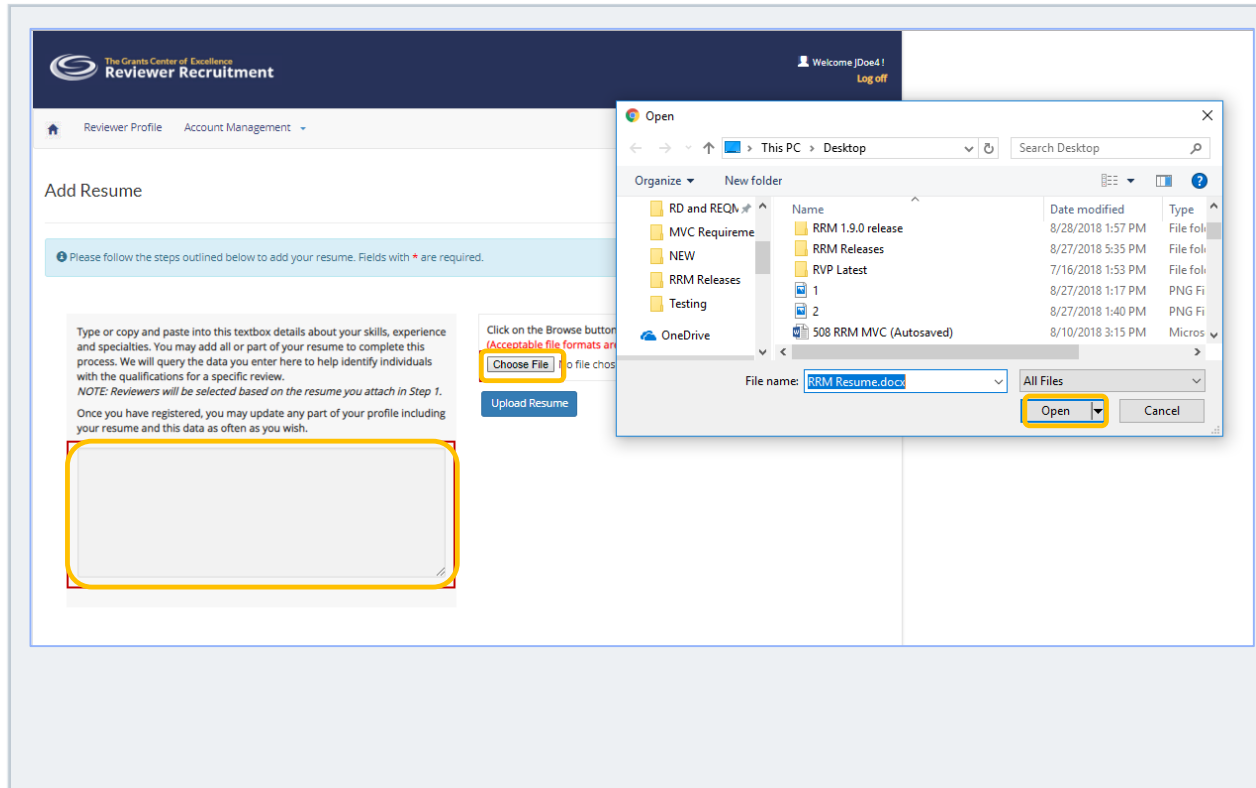 The Grants Center of Excellence
Reviewer Recruitment
Welcome JDoe4 !
Log off
Reviewer Profile Account Management
Add Resume
Please follow the steps outlined below to add your resume. Fields with * are required.
Type or copy and paste into this textbox details about your skills, experience
and specialties. You may add all or part of your resume to complete this
process. We will query the data you enter here to help identify individuals
with the qualifications for a specific review.
NOTE: Reviewers will be selected based on the resume you attach in Step 1.
Once you have registered, you may update any part of your profile including
your resume and this data as often as you wish.
Click on the Browse button
(Acceptable file formats are
Choose File No file chos
Upload Resume
Open
This PC > Desktop
Search Desktop
Organize New folder
RD and REQM
MVC Requireme
NEW
RRM Releases
Testing
OneDrive
Name Date modified Type
RRM 1.9.0 release 8/28/2018 1:57 PM File fol
RRM Releases 8/27/2018 5:35 PM File fol
RVP Latest 7/16/2018 1:53 PM File fol
1 8/27/2018 1:17 PM PNG Fi
2 8/27/2018 1:40 PM PNG Fi
508 RRM MVC (Autosaved) 8/10/2018 3:15 PM Micros
File name: RRM Resume.docx All Files
Open Cancel